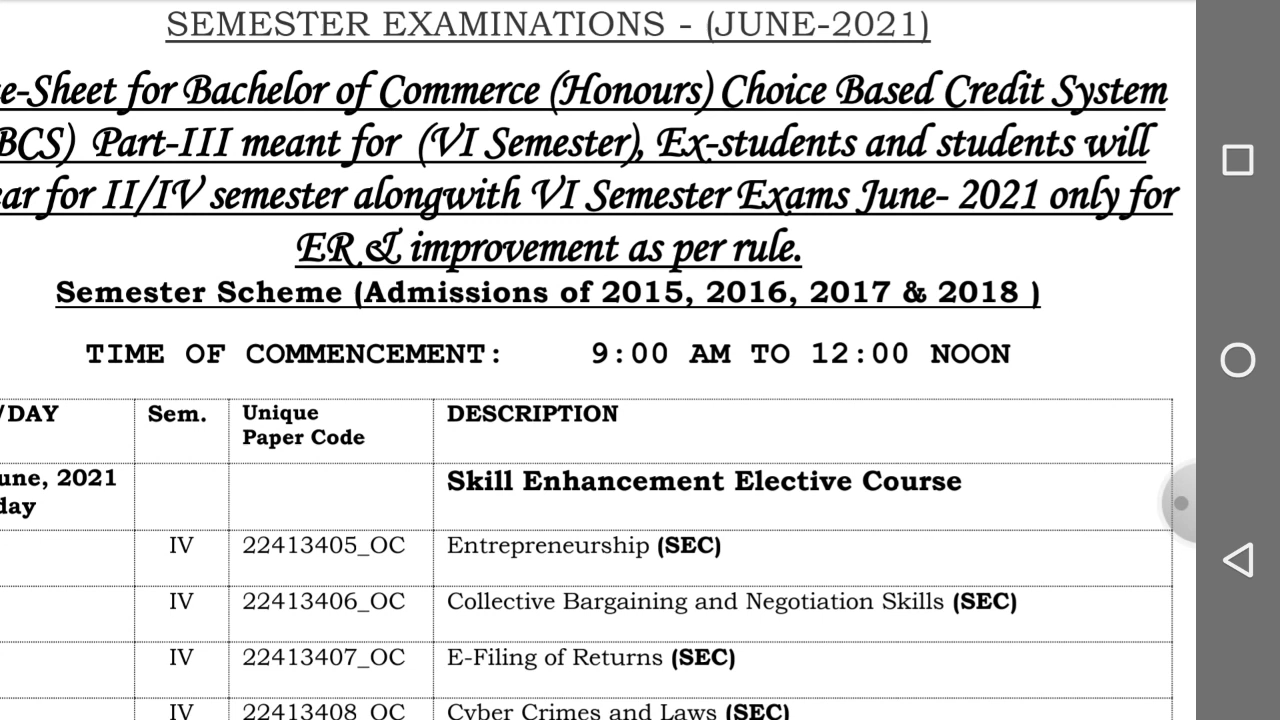 SEMESTER EXAMINATIONS - (JUNE-2021)
e-Sheet for Bachelor of Commerce (Honours) Choice Based Credit System
BCS) Part-III meant for (VI Semester), Ex-students and students will
ar for II/IV semester alongwith VI Semester Exams June- 2021 only for
ER & improvement as per rule.
Semester Scheme (Admissions of 2015, 2016, 2017 & 2018 )
TIME OF COMMENCEMENT: 9:00 AM TO 12:00 NOON
/DAY Sem. Unique Paper Code DESCRIPTION
une, 2021 Skill Enhancement Elective Course
day
IV 22413405_OC Entrepreneurship (SEC)
IV 22413406_OC Collective Bargaining and Negotiation Skills (SEC)
IV 22413407_OC E-Filing of Returns (SEC)
IV 22413408_OC Cyber Crimes and Laws (SEC)